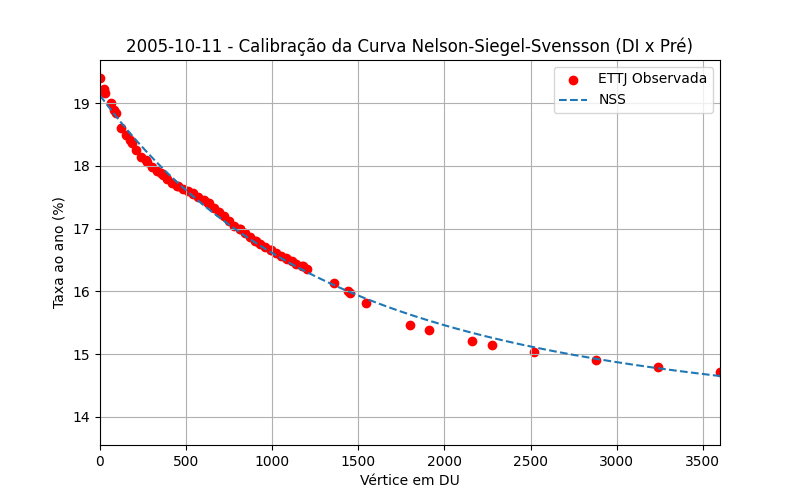 2005-10-11 - Calibração da Curva Nelson-Siegel-Svensson (DI x Pré)
ETTJ Observada
NSS
Taxa ao ano (%)
19
18
17
16
15
14
0 500 1000 1500 2000 2500 3000 3500
Vértice em DU